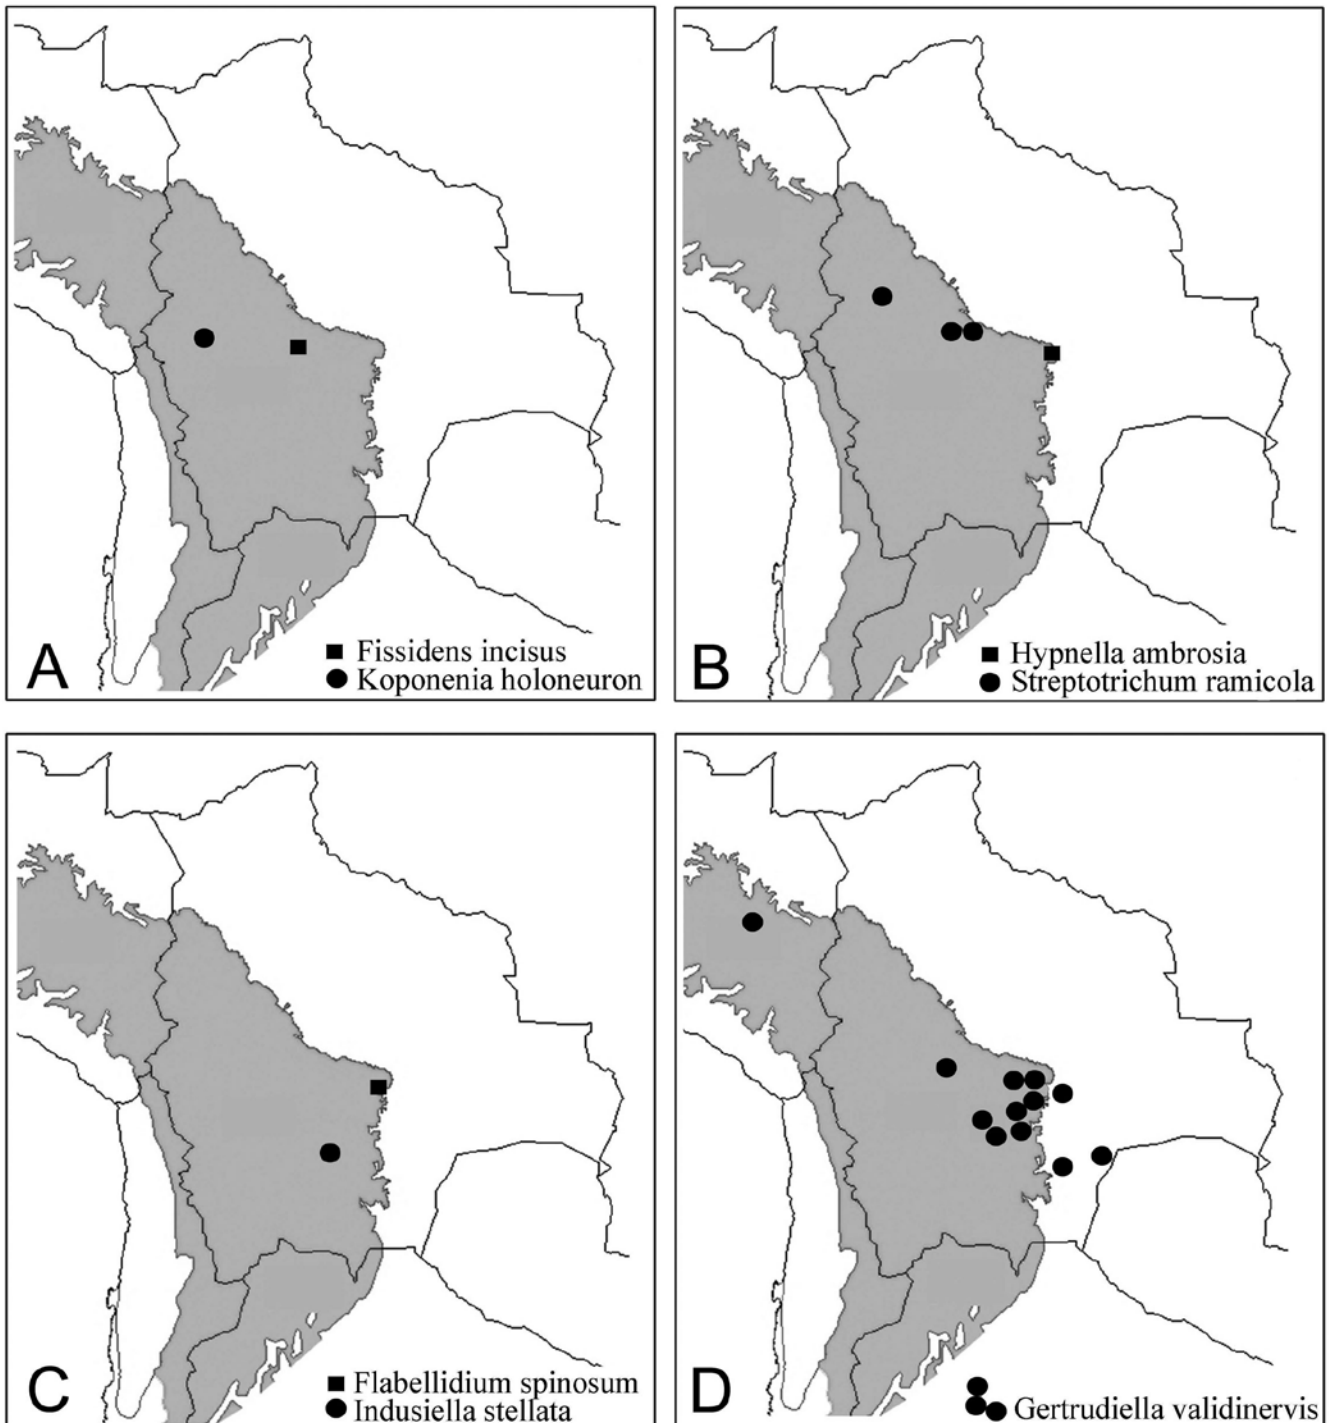 A
Fissidens incisus
Koponenia holoneuron
B
Hypnella ambrosia
Streptotrichum ramicola
C
Flabellidium spinosum
Indusiella stellata
D
Gertrudiella validinervis